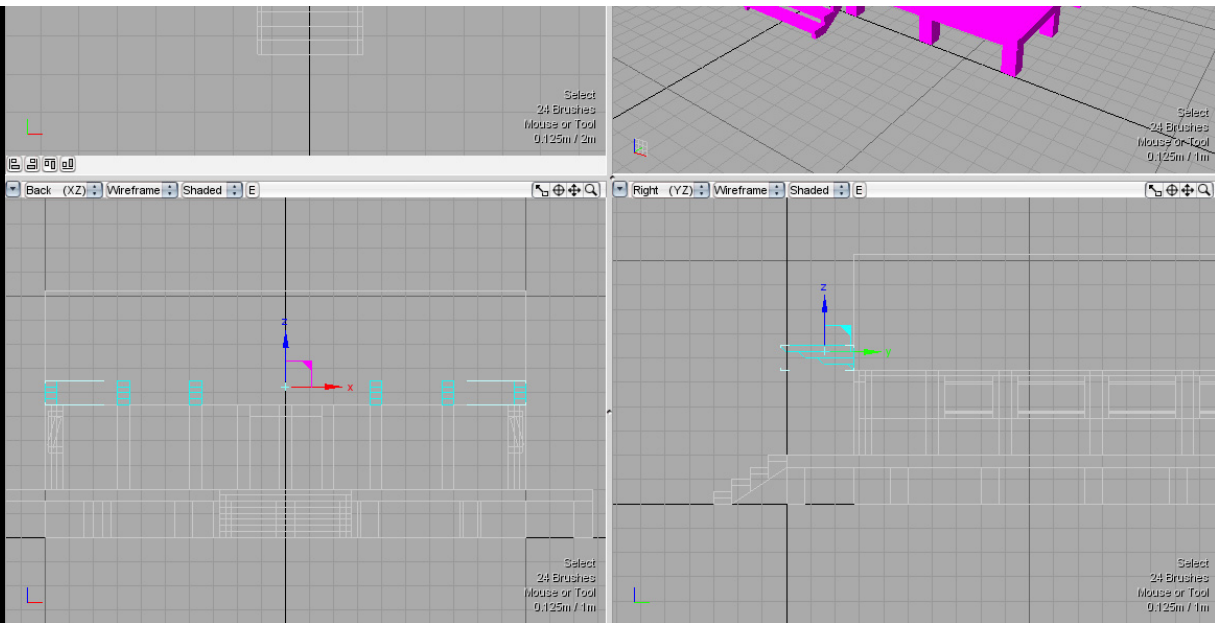 Select
24 Brushes
Mouse or Tool
0.125m / 2m
Select
24 Brushes
Mouse or Tool
0.125m / 1m
Back (XZ) Wireframe Shaded E
Right (YZ) Wireframe Shaded E
z
x
z
Y
Select
24 Brushes
Mouse or Tool
0.125m / 1m
Select
24 Brushes
Mouse or Tool
0.125m / 1m